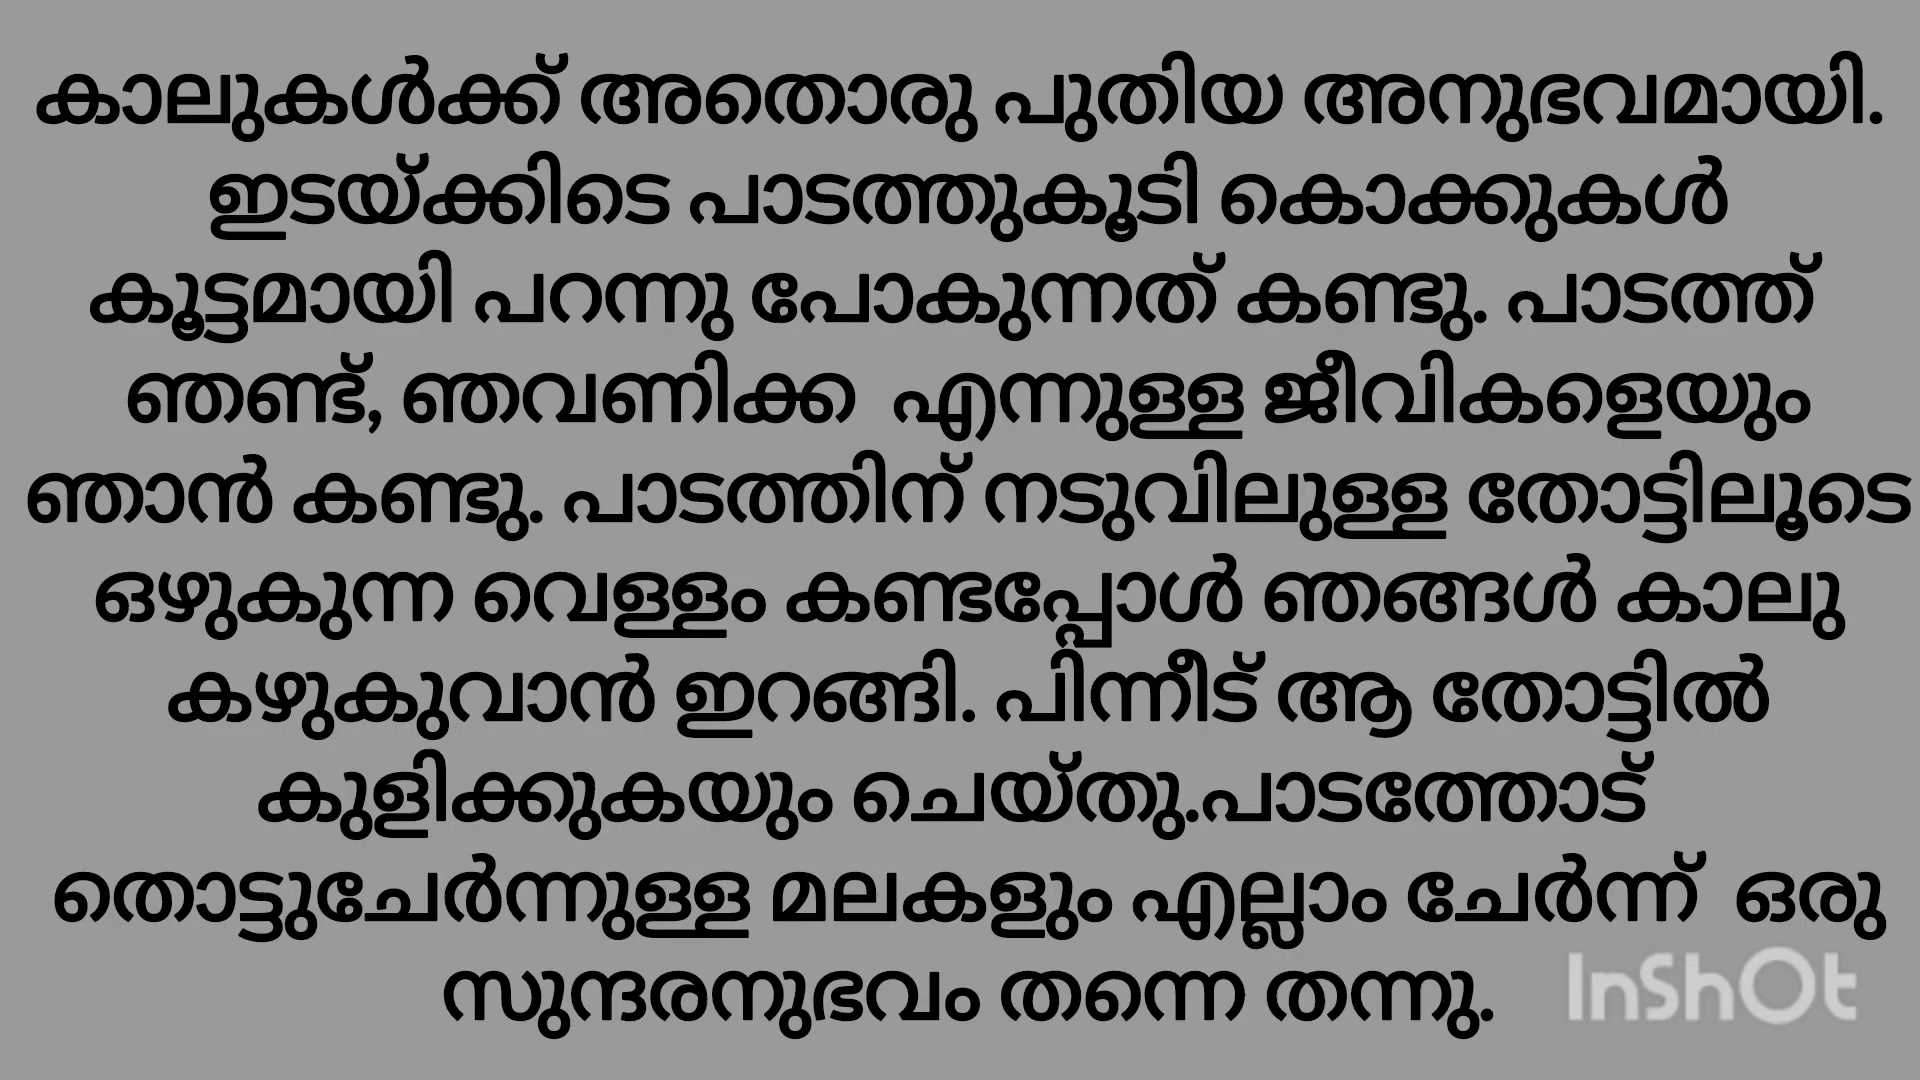 കാലുകൾക്ക് അതൊരു പുതിയ അനുഭവമായി.
ഇടയ്ക്കിടെ പാടത്തുകൂടി കൊക്കുകൾ
കൂട്ടമായി പറന്നു പോകുന്നത് കണ്ടു. പാടത്ത്
ഞണ്ട്, ഞവണിക്ക  എന്നുള്ള ജീവികളെയും
ഞാൻ കണ്ടു. പാടത്തിന് നടുവിലുള്ള തോട്ടിലൂടെ
ഒഴുകുന്ന വെള്ളം കണ്ടപ്പോൾ ഞങ്ങൾ കാലു
കഴുകുവാൻ ഇറങ്ങി. പിന്നീട് ആ തോട്ടിൽ
കുളിക്കുകയും ചെയ്തു.പാടത്തോട്
തൊട്ടുചേർന്നുള്ള മലകളും എല്ലാം ചേർന്ന്  ഒരു
സുന്ദരനുഭവം തന്നെ തന്നു.
InShOt